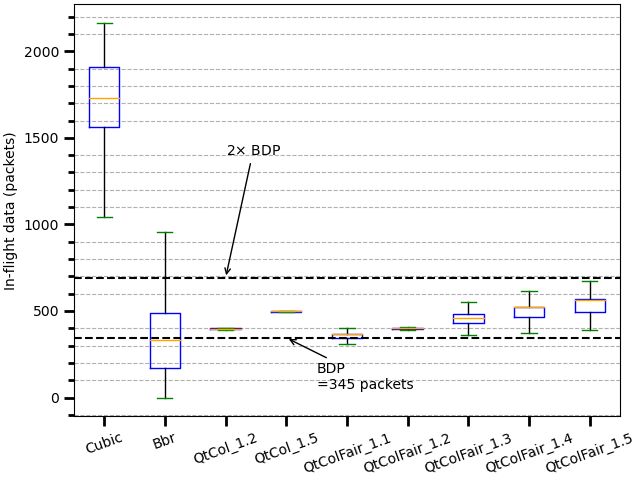 In-flight data (packets)
2000
1500
1000
500
0
2× BDP
BDP
=345 packets
Cubic
Bbr
QtCol_1.2
QtCol_1.5
QtColFair_1.1
QtColFair_1.2
QtColFair_1.3
QtColFair_1.4
QtColFair_1.5